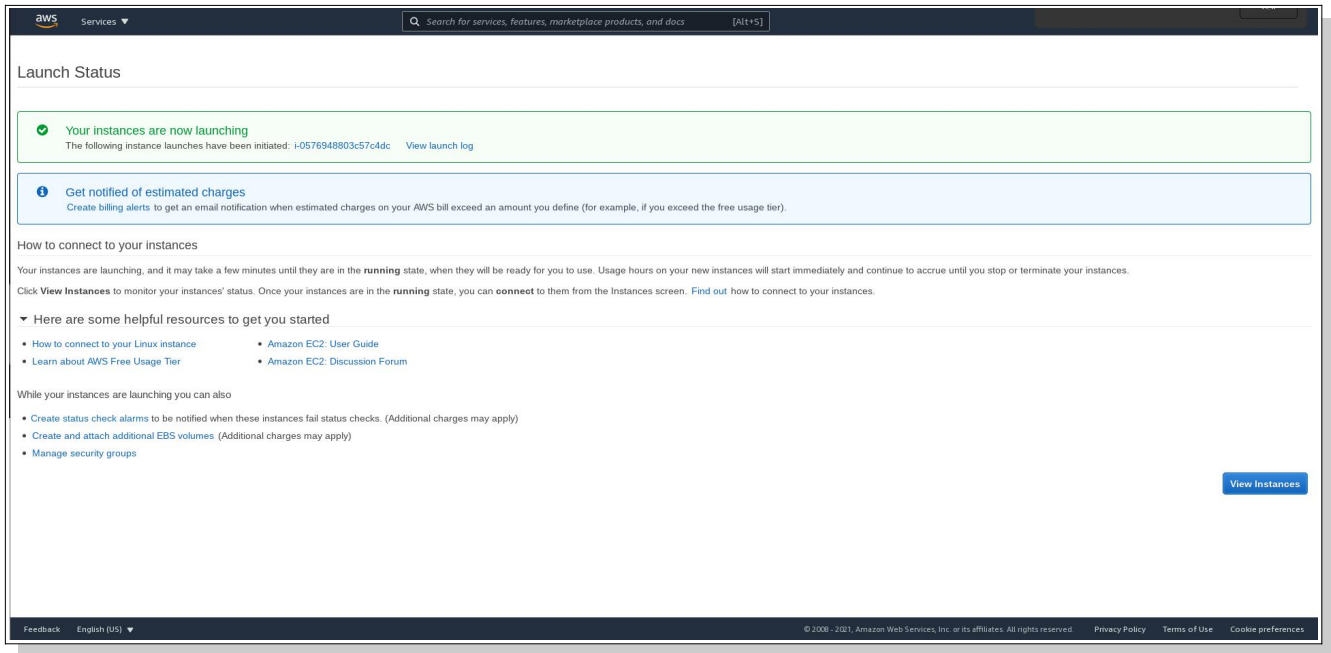 aws Services ▼ Search for services, features, marketplace products, and docs [Alt+S]
Launch Status
Your instances are now launching
The following instance launches have been initiated: i-0576948803c57c4dc View launch log
Get notified of estimated charges
Create billing alerts to get an email notification when estimated charges on your AWS bill exceed an amount you define (for example, if you exceed the free usage tier).
How to connect to your instances
Your instances are launching, and it may take a few minutes until they are in the running state, when they will be ready for you to use. Usage hours on your new instances will start immediately and continue to accrue until you stop or terminate your instances.
Click View Instances to monitor your instances' status. Once your instances are in the running state, you can connect to them from the Instances screen. Find out how to connect to your instances.
Here are some helpful resources to get you started
• How to connect to your Linux instance • Amazon EC2: User Guide
• Learn about AWS Free Usage Tier • Amazon EC2: Discussion Forum
While your instances are launching you can also
• Create status check alarms to be notified when these instances fail status checks. (Additional charges may apply)
• Create and attach additional EBS volumes (Additional charges may apply)
• Manage security groups
View Instances
Feedback English (US) ▼ © 2008 - 2021, Amazon Web Services, Inc. or its affiliates. All rights reserved. Privacy Policy Terms of Use Cookie preferences